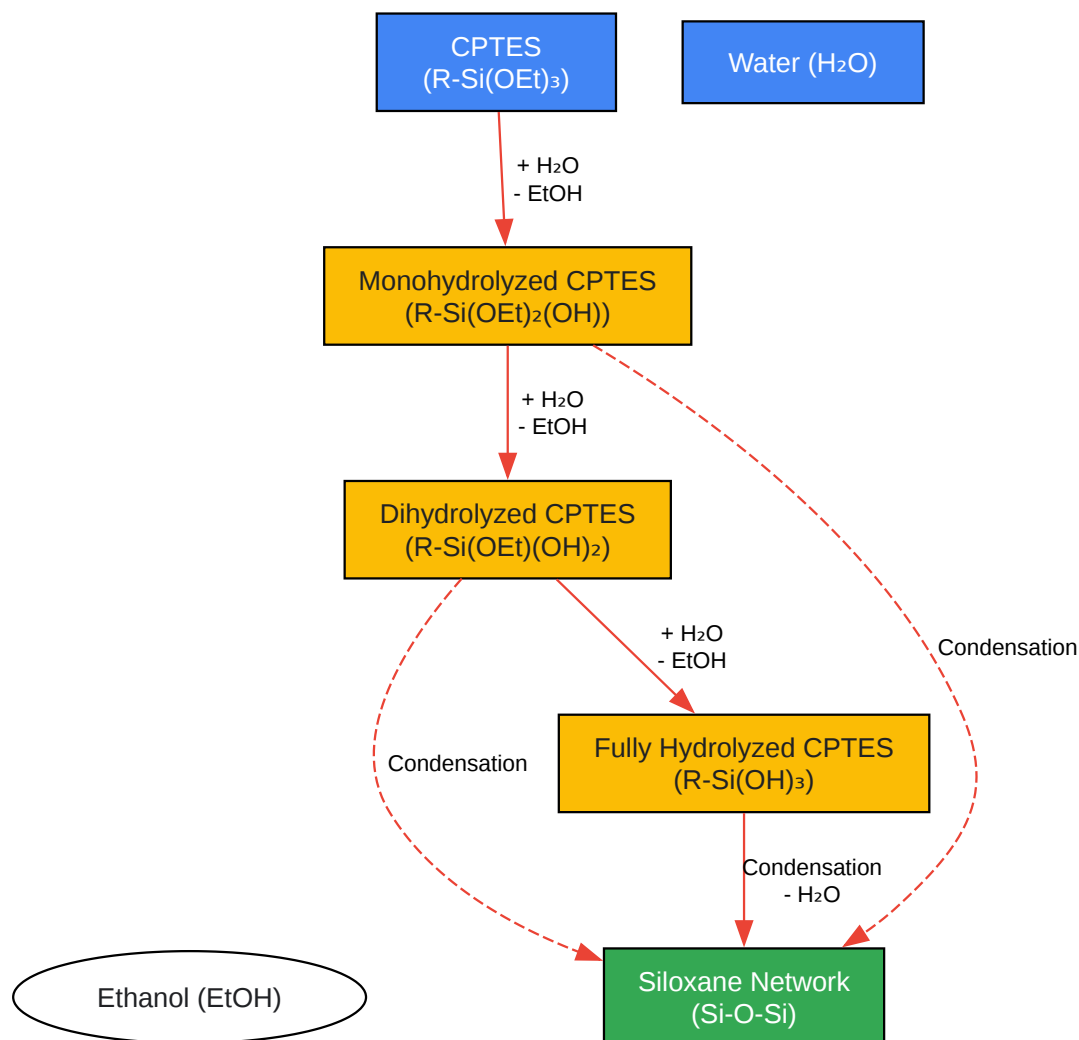 CPTES
(R-Si(OEt)₃)
Water (H₂O)
+ H₂O
- EtOH
Monohydrolyzed CPTES
(R-Si(OEt)₂(OH))
+ H₂O
- EtOH
Dihydrolyzed CPTES
(R-Si(OEt)(OH)₂)
+ H₂O
- EtOH
Condensation
Fully Hydrolyzed CPTES
(R-Si(OH)₃)
Condensation
Condensation
- H₂O
Siloxane Network
(Si-O-Si)
Ethanol (EtOH)